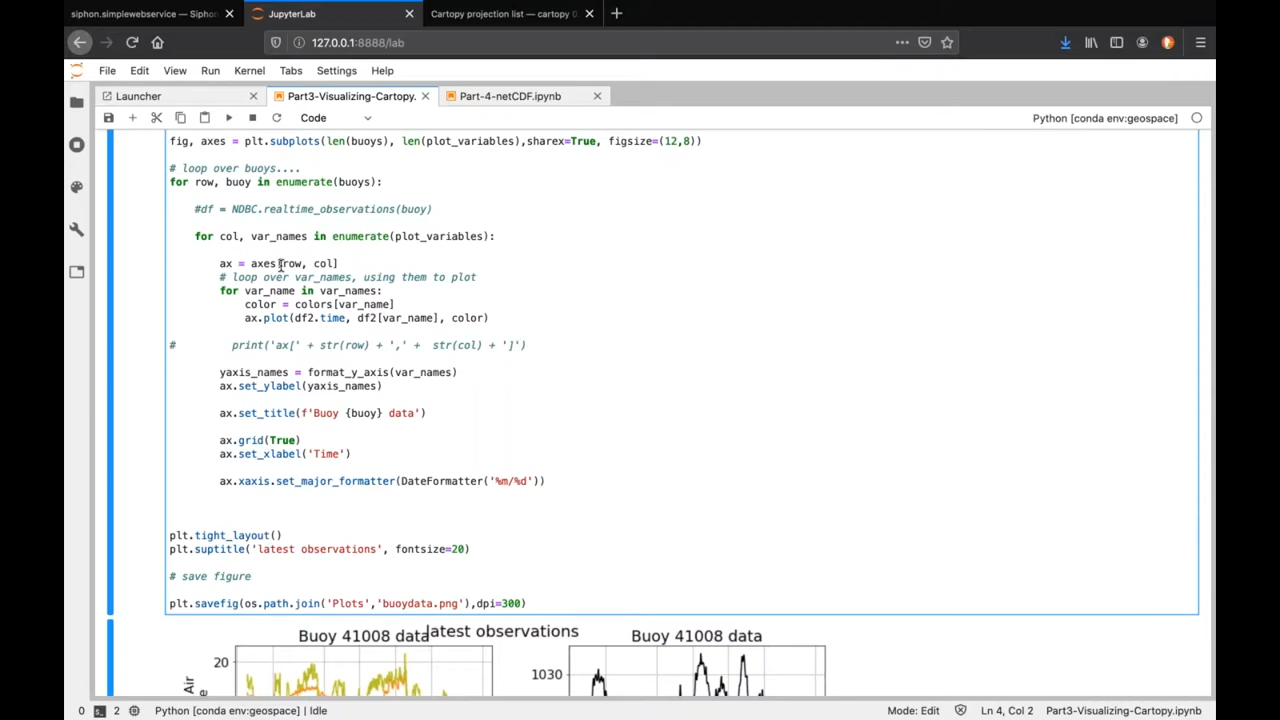 siphon.simplewebservice — Siphon
JupyterLab
Cartopy projection list — cartopy 0
127.0.0.1:8888/lab
File Edit View Run Kernel Tabs Settings Help
Launcher
Part3-Visualizing-Cartopy.
Part-4-netCDF.ipynb
Code
Python [conda env:geospace]
fig, axes = plt.subplots(len(buoys), len(plot_variables),sharex=True, figsize=(12,8))
# loop over buoys....
for row, buoy in enumerate(buoys):
#df = NDBC.realtime_observations(buoy)
for col, var_names in enumerate(plot_variables):
ax = axes[row, col]
# loop over var_names, using them to plot
for var_name in var_names:
color = colors[var_name]
ax.plot(df2.time, df2[var_name], color)
# print('ax[' + str(row) + ',' + str(col) + ']')
yaxis_names = format_y_axis(var_names)
ax.set_ylabel(yaxis_names)
ax.set_title(f'Buoy {buoy} data')
ax.grid(True)
ax.set_xlabel('Time')
ax.xaxis.set_major_formatter(DateFormatter('%m/%d'))
plt.tight_layout()
plt.suptitle('latest observations', fontsize=20)
# save figure
plt.savefig(os.path.join('Plots','buoydata.png'),dpi=300)
latest observations
Buoy 41008 data
Buoy 41008 data
20
Air
1030
0
2
Python [conda env:geospace] | Idle
Mode: Edit
Ln 4, Col 2
Part3-Visualizing-Cartopy.ipynb